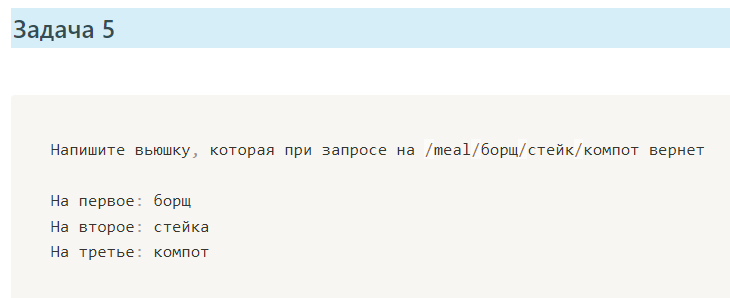 Задача 5
Напишите вьюшку, которая при запросе на /meal/борщ/стейк/компот вернет
На первое: борщ
На второе: стейка
На третье: компот